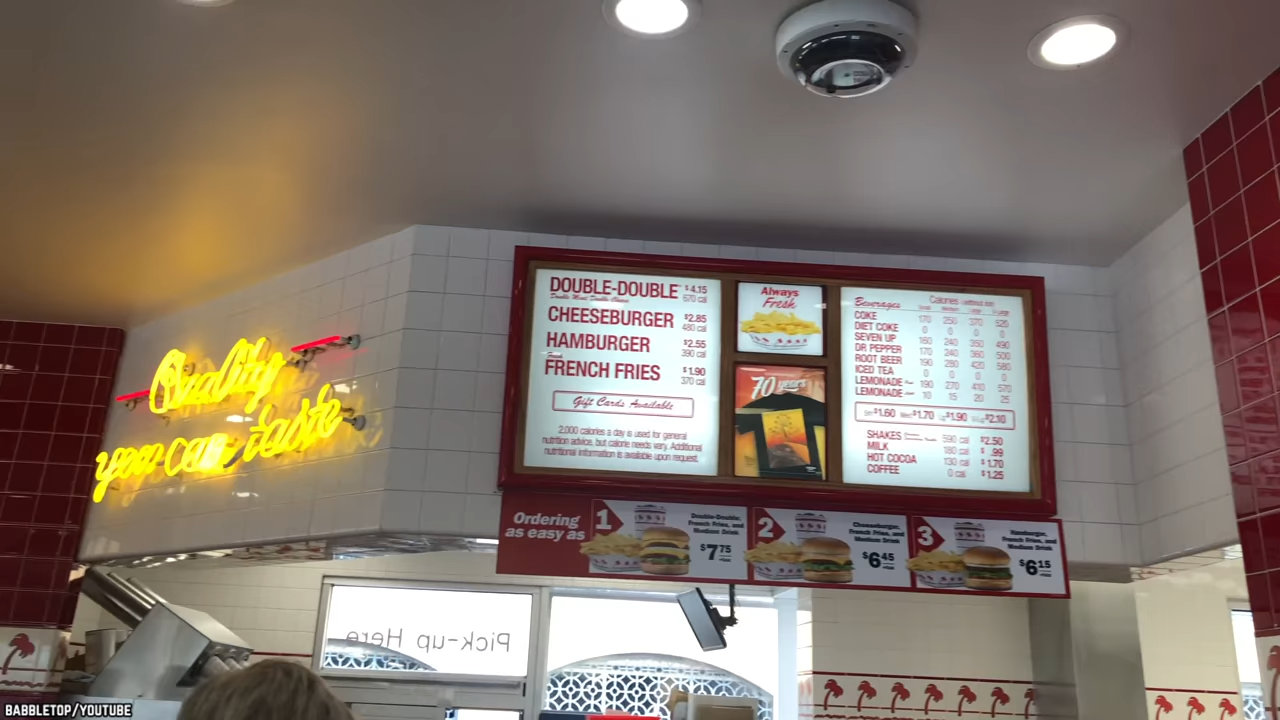 Quality
you can taste
DOUBLE-DOUBLE $4.15
Double Meat Double Cheese 670 cal
CHEESEBURGER $2.85
480 cal
HAMBURGER $2.55
390 cal
Fresh
FRENCH FRIES $1.90
370 cal
Gift Cards Available
2,000 calories a day is used for general
nutrition advice, but calorie needs vary. Additional
nutritional information is available upon request.
Always
Fresh
70 years
Beverages Calories
COKE 170 250 370 520
DIET COKE 0 0 0 0
SEVEN UP 160 240 350 490
DR PEPPER 170 240 360 500
ROOT BEER 190 280 420 580
ICED TEA 0 0 0 0
LEMONADE 190 270 410 570
LEMONADE 10 15 20 25
$1.60 $1.70 $1.90 $2.10
SHAKES 590 cal $2.50
MILK 180 cal $.99
HOT COCOA 130 cal $1.70
COFFEE 0 cal $1.25
Ordering
as easy as
1
Double-Double,
French Fries, and
Medium Drink
$7.75
2
Cheeseburger,
French Fries, and
Medium Drink
$6.45
3
Hamburger,
French Fries, and
Medium Drink
$6.15
Pick-up Here
BABBLETOP/YOUTUBE